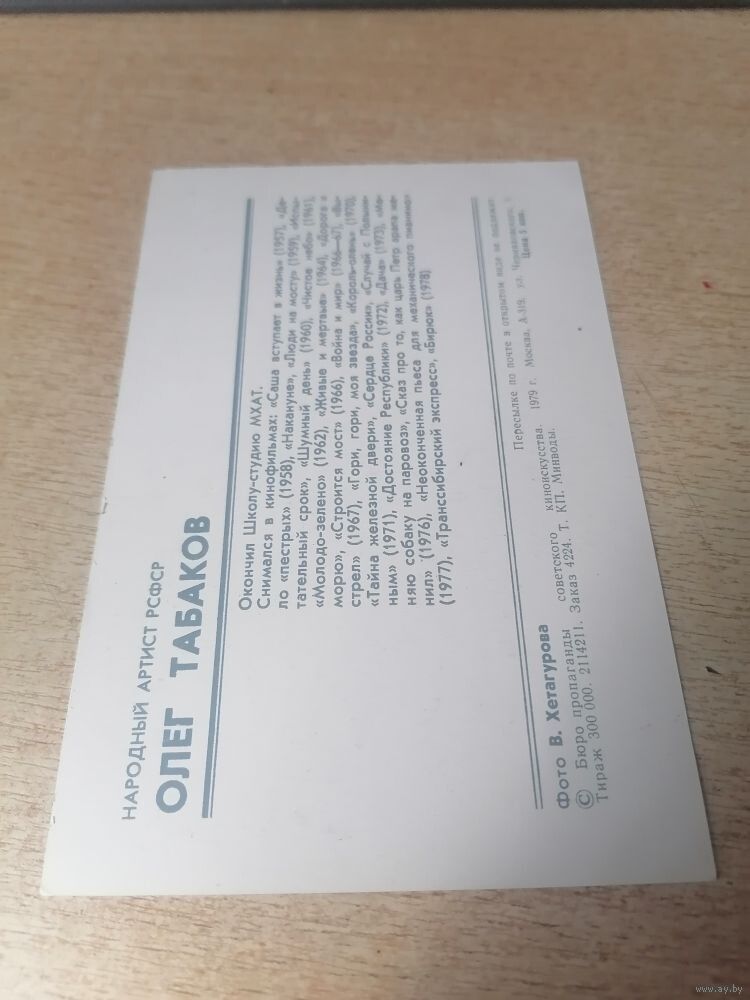 НАРОДНЫЙ АРТИСТ РСФСР
ОЛЕГ ТАБАКОВ
Окончил Школу-студию МХАТ.
Снимался в кинофильмах: «Саша вступает в жизнь» (1957), «Де-
ло «пестрых» (1958), «Накануне», «Люди на мосту» (1959), «Испы-
тательный срок», «Шумный день» (1960), «Чистое небо» (1961),
«Молодо-зелено» (1962), «Живые и мертвые» (1964), «Дорога к
морю», «Строится мост» (1966), «Война и мир» (1966—67), «Вы-
стрел» (1967), «Гори, гори, моя звезда», «Король-олень» (1970),
«Тайна железной двери», «Сердце России», «Случай с Полыни-
ным» (1971), «Достояние Республики» (1972), «Дача» (1973), «Ме-
няю собаку на паровоз», «Сказ про то, как царь Петр арапа же-
нил» (1976), «Неоконченная пьеса для механического пианино»
(1977), «Транссибирский экспресс», «Бирюк» (1978)
Пересылке по почте в открытом виде не подлежит
Фото В. Хетагурова
© Бюро пропаганды советского киноискусства. 1979 г. Москва, А-319, ул. Черняховского,
Тираж 300 000. 2114211. Заказ 4224. Т. КП. Минводы. Цена 5 коп.
www.ay.by